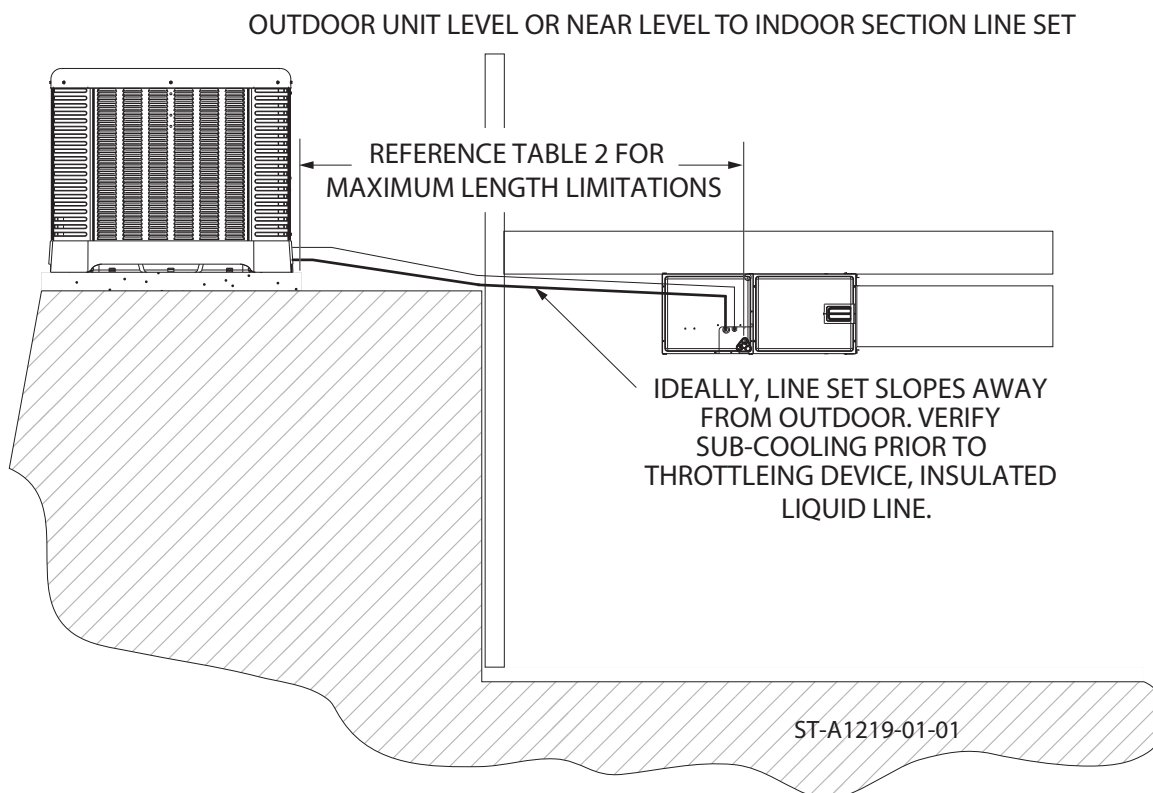 OUTDOOR UNIT LEVEL OR NEAR LEVEL TO INDOOR SECTION LINE SET
REFERENCE TABLE 2 FOR
MAXIMUM LENGTH LIMITATIONS
IDEALLY, LINE SET SLOPES AWAY
FROM OUTDOOR. VERIFY
SUB-COOLING PRIOR TO
THROTTLEING DEVICE, INSULATED
LIQUID LINE.
ST-A1219-01-01